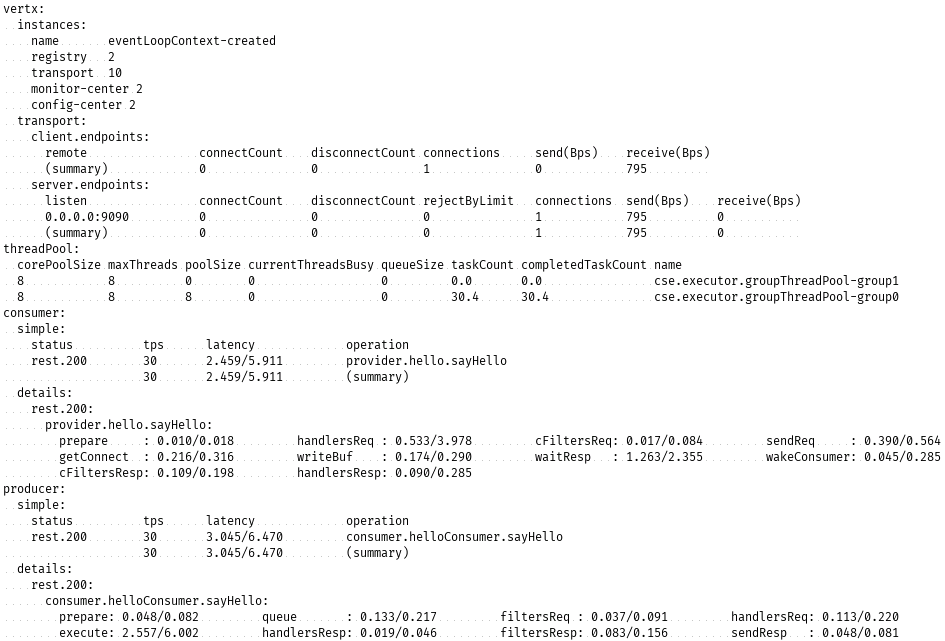 vertx:
  instances:
    name       eventLoopContext-created
    registry   2
    transport  10
    monitor-center 2
    config-center 2
  transport:
    client.endpoints:
      remote                connectCount    disconnectCount connections     send(Bps)    receive(Bps)
      (summary)             0               0               1               0            795
    server.endpoints:
      listen                connectCount    disconnectCount rejectByLimit   connections  send(Bps)    receive(Bps)
      0.0.0.0:9090          0               0               0               1            795          0
      (summary)             0               0               0               1            795          0
threadPool:
  corePoolSize maxThreads poolSize currentThreadsBusy queueSize taskCount completedTaskCount name
  8            8          0        0                  0         0.0       0.0                cse.executor.groupThreadPool-group1
  8            8          8        0                  0         30.4      30.4               cse.executor.groupThreadPool-group0
consumer:
  simple:
    status          tps      latency             operation
    rest.200        30       2.459/5.911         provider.hello.sayHello
                    30       2.459/5.911         (summary)
  details:
    rest.200:
      provider.hello.sayHello:
        prepare     : 0.010/0.018         handlersReq : 0.533/3.978         cFiltersReq: 0.017/0.084         sendReq     : 0.390/0.564
        getConnect  : 0.216/0.316         writeBuf    : 0.174/0.290         waitResp   : 1.263/2.355         wakeConsumer: 0.045/0.285
        cFiltersResp: 0.109/0.198         handlersResp: 0.090/0.285
producer:
  simple:
    status          tps      latency             operation
    rest.200        30       3.045/6.470         consumer.helloConsumer.sayHello
                    30       3.045/6.470         (summary)
  details:
    rest.200:
      consumer.helloConsumer.sayHello:
        prepare: 0.048/0.082         queue       : 0.133/0.217         filtersReq : 0.037/0.091         handlersReq: 0.113/0.220
        execute: 2.557/6.002         handlersResp: 0.019/0.046         filtersResp: 0.083/0.156         sendResp   : 0.048/0.081